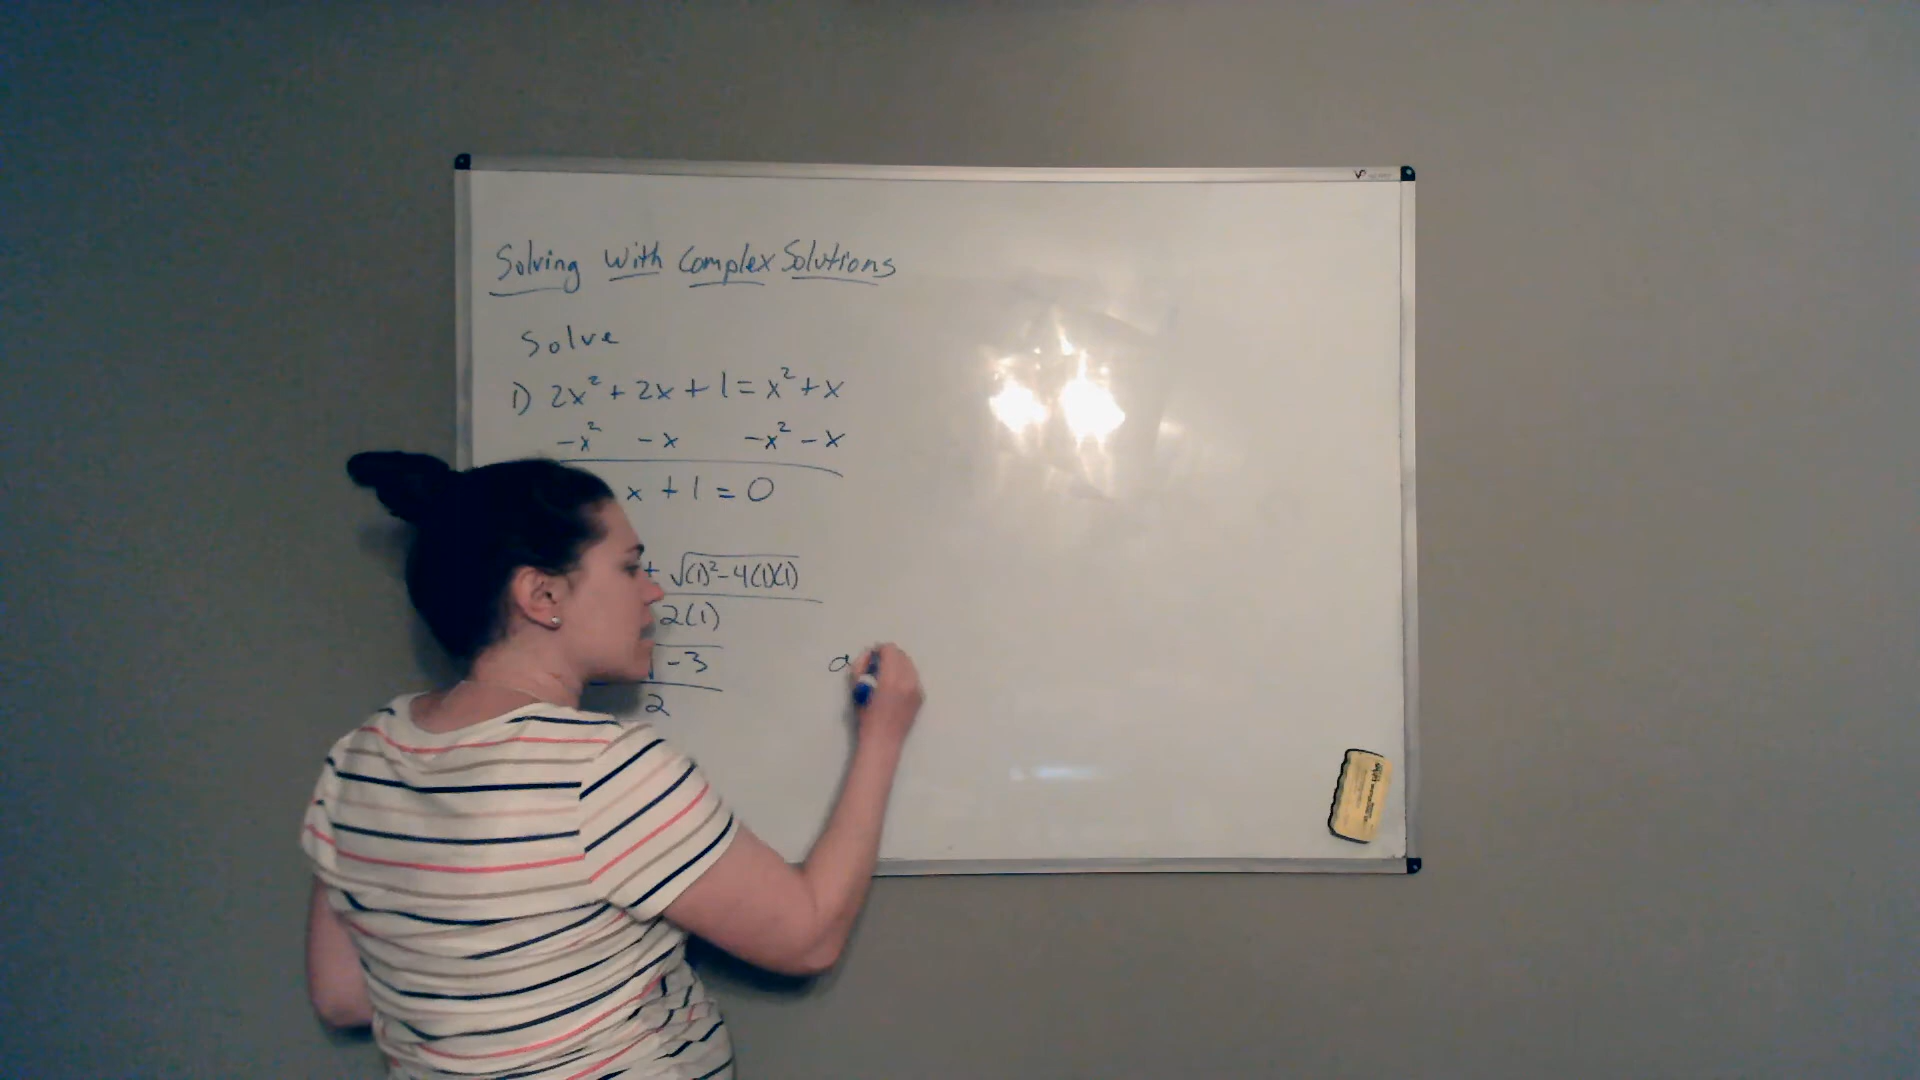 Solving With Complex Solutions
Solve
1) 2x² + 2x + 1 = x² + x
-x² - x -x² - x
x + 1 = 0
+ √(1)²-4(1)(1)
2(1)
√-3
2
a